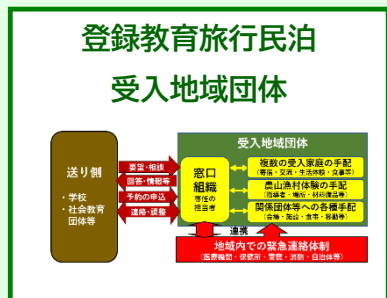 登録教育旅行民泊
受入地域団体
受入地域団体
送り側
・学校
・社会教育
団体等
要望・相談
回答・情報等
予約の申込
連絡・調整
窓口
組織
専任の
担当者
複数の受入家庭の手配
(寄宿・交流・生活体験・食事等)
農山漁村体験の手配
(指導者・場所・材料備品等)
関係団体等への各種手配
(会場・施設・食事・移動等)
連携
地域内での緊急連絡体制
(医療機関・保健所・警察・消防・自治体等)